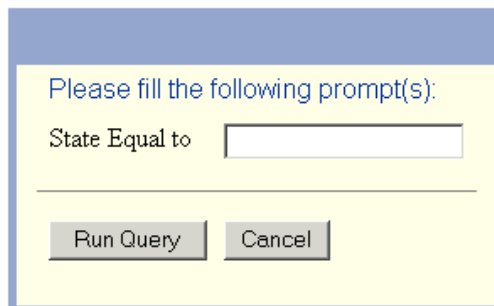 Please fill the following prompt(s):
State Equal to
Run Query Cancel